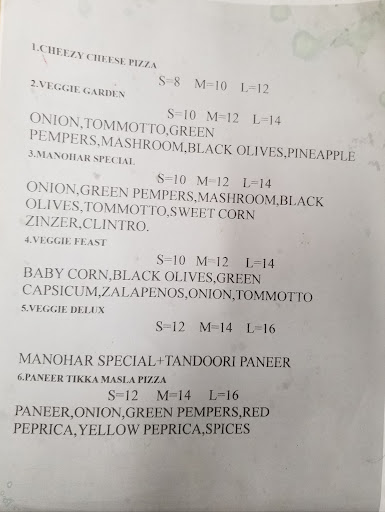 1.CHEEZY CHEESE PIZZA
S=8 M=10 L=12
2.VEGGIE GARDEN
S=10 M=12 L=14
ONION,TOMMOTTO,GREEN
PEMPERS,MASHROOM,BLACK OLIVES,PINEAPPLE
3.MANOHAR SPECIAL
S=10 M=12 L=14
ONION,GREEN PEMPERS,MASHROOM,BLACK
OLIVES,TOMMOTTO,SWEET CORN
ZINZER,CLINTRO.
4.VEGGIE FEAST
S=10 M=12 L=14
BABY CORN,BLACK OLIVES,GREEN
CAPSICUM,ZALAPENOS,ONION,TOMMOTTO
5.VEGGIE DELUX
S=12 M=14 L=16
MANOHAR SPECIAL+TANDOORI PANEER
6.PANEER TIKKA MASLA PIZZA
S=12 M=14 L=16
PANEER,ONION,GREEN PEMPERS,RED
PEPRICA,YELLOW PEPRICA,SPICES